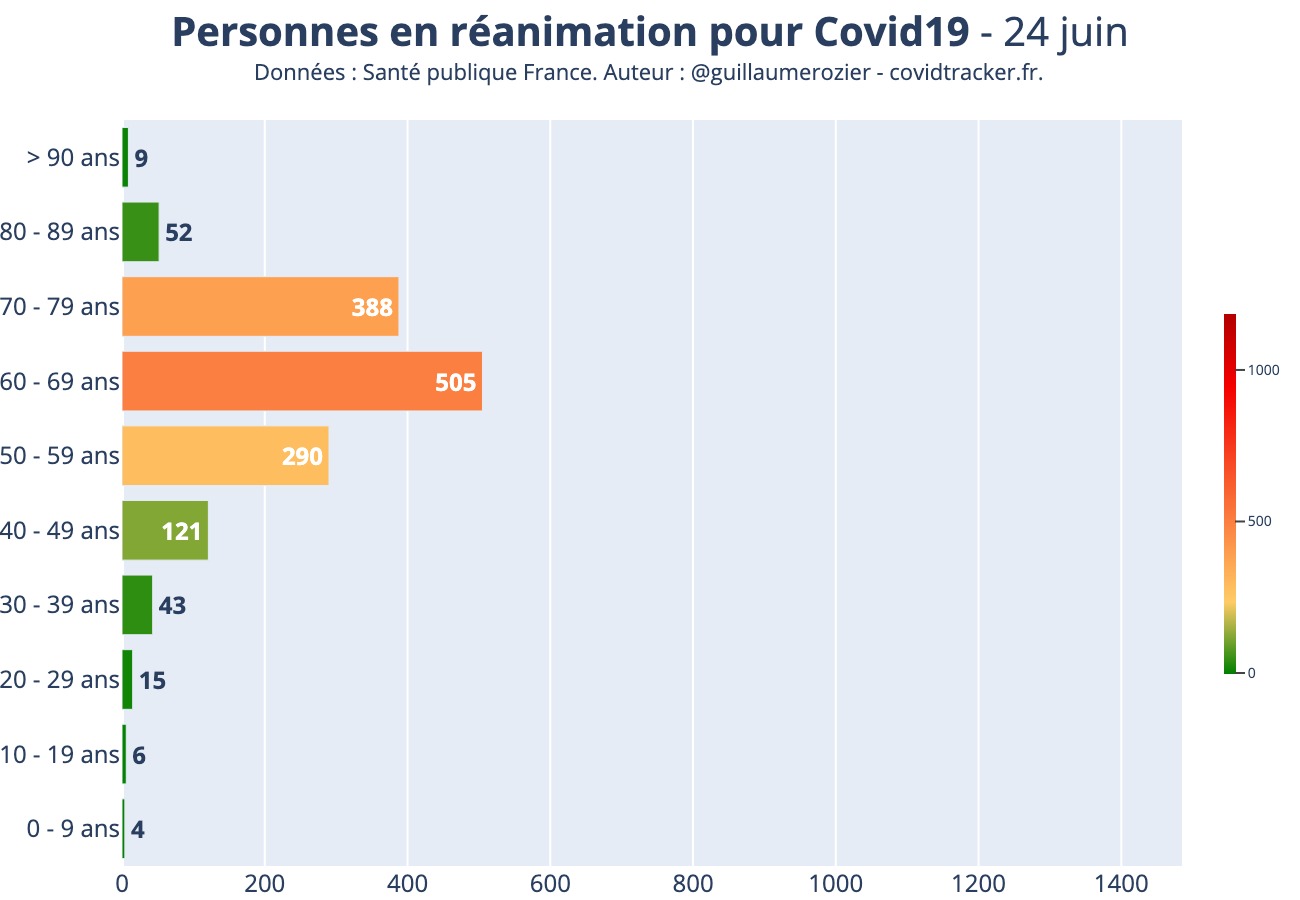 Personnes en réanimation pour Covid19 - 24 juin
Données : Santé publique France. Auteur : @guillaumerozier - covidtracker.fr.
> 90 ans 9
80 - 89 ans 52
70 - 79 ans 388
60 - 69 ans 505
50 - 59 ans 290
40 - 49 ans 121
30 - 39 ans 43
20 - 29 ans 15
10 - 19 ans 6
0 - 9 ans 4
0 200 400 600 800 1000 1200 1400
1000
500
0